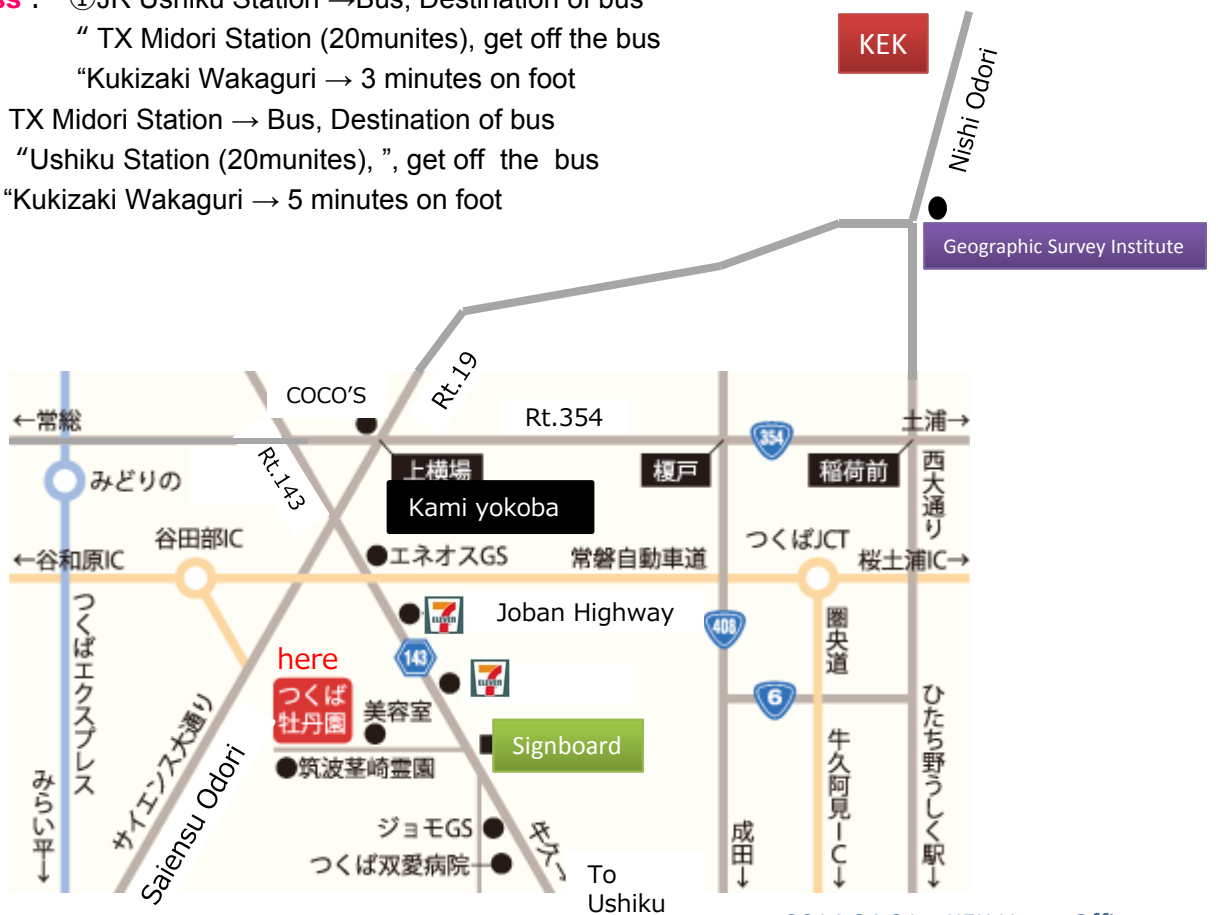 ss : ①JR Ushiku Station →Bus, Destination of bus
“ TX Midori Station (20munites), get off the bus
“Kukizaki Wakaguri → 3 minutes on foot
TX Midori Station → Bus, Destination of bus
“Ushiku Station (20munites), ”, get off the bus
“Kukizaki Wakaguri → 5 minutes on foot
KEK
Nishi Odori
Geographic Survey Institute
COCO'S
Rt.19
Rt.354
←常総
土浦→
354
Rt.143
みどりの
上横場
榎戸
稲荷前
西大通り
Kami yokoba
谷田部IC
つくばJCT
←谷和原IC
エネオスGS
常磐自動車道
桜土浦IC→
つくばエクスプレス
ELEVEN
Joban Highway
408
圏央道
here
143
ELEVEN
つくば
牡丹園
美容室
6
ひたち野うしく駅→
サイエンス大通り
Signboard
Saiensu Odori
筑波茎崎霊園
牛久阿見IC→
みらい平→
ジョモGS
牛久→
成田→
つくば双愛病院
To
Ushiku